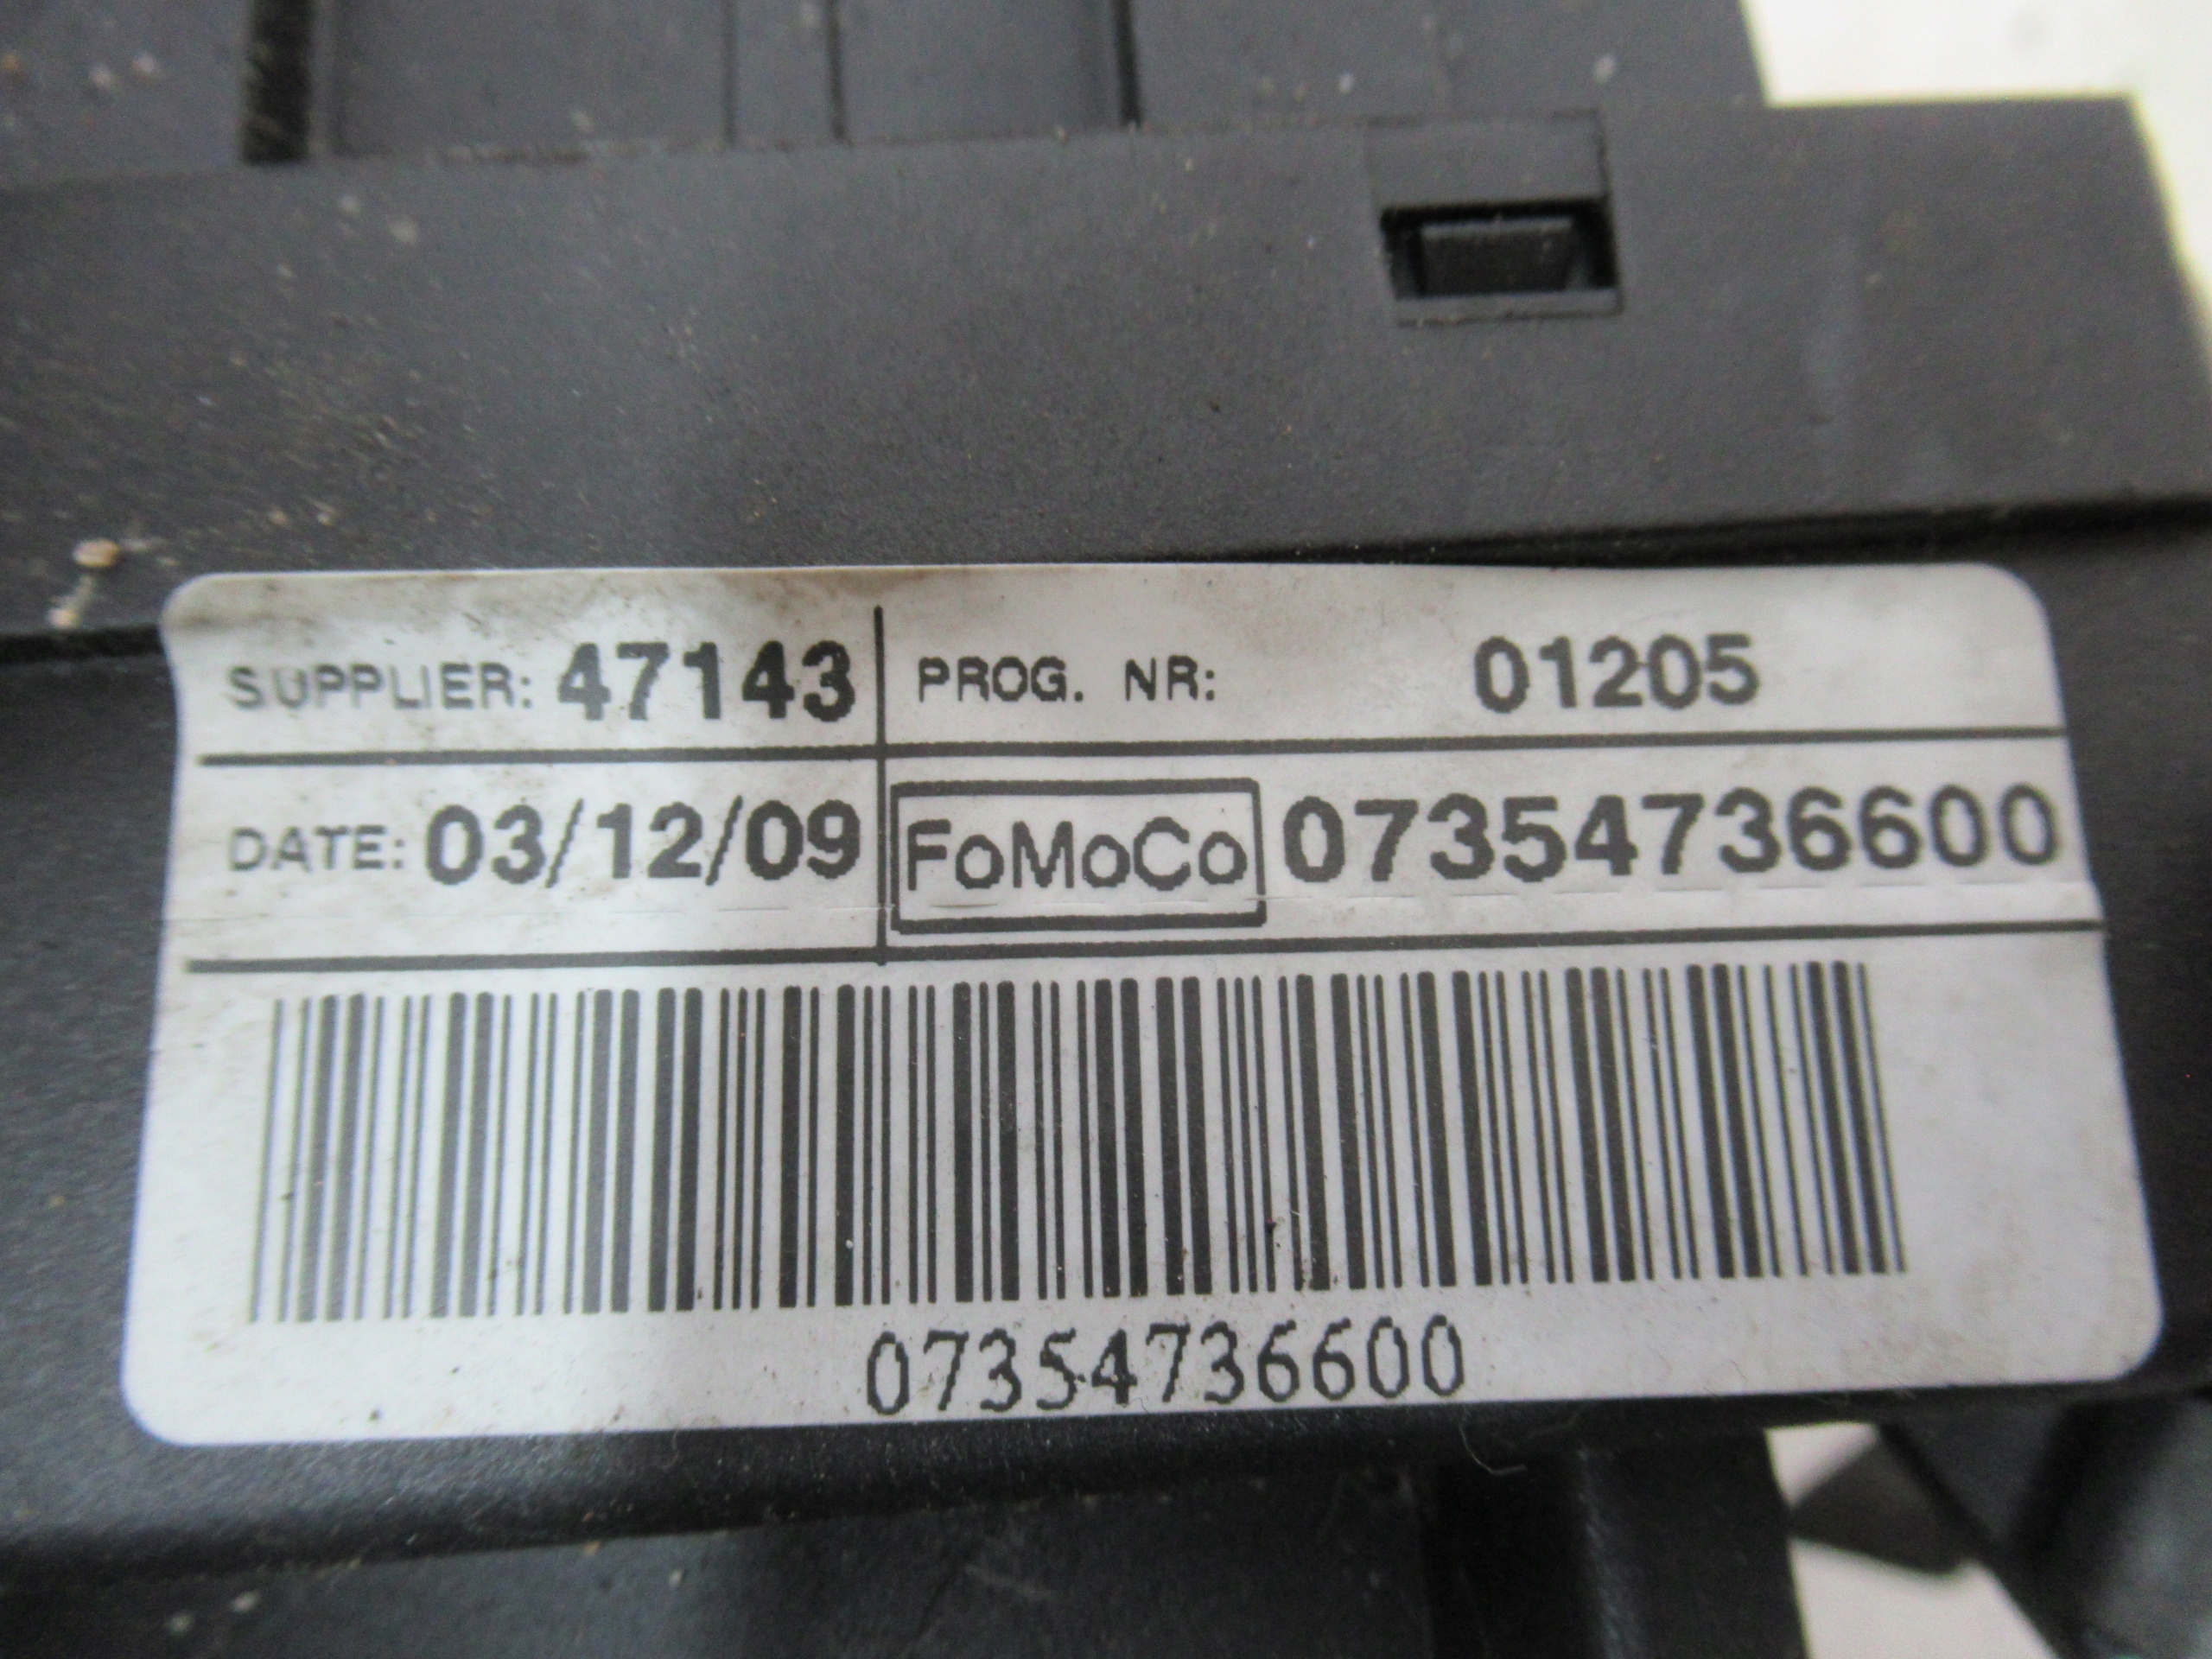 SUPPLIER: 47143 PROG. NR: 01205
DATE: 03/12/09 FoMoCo 07354736600
07354736600